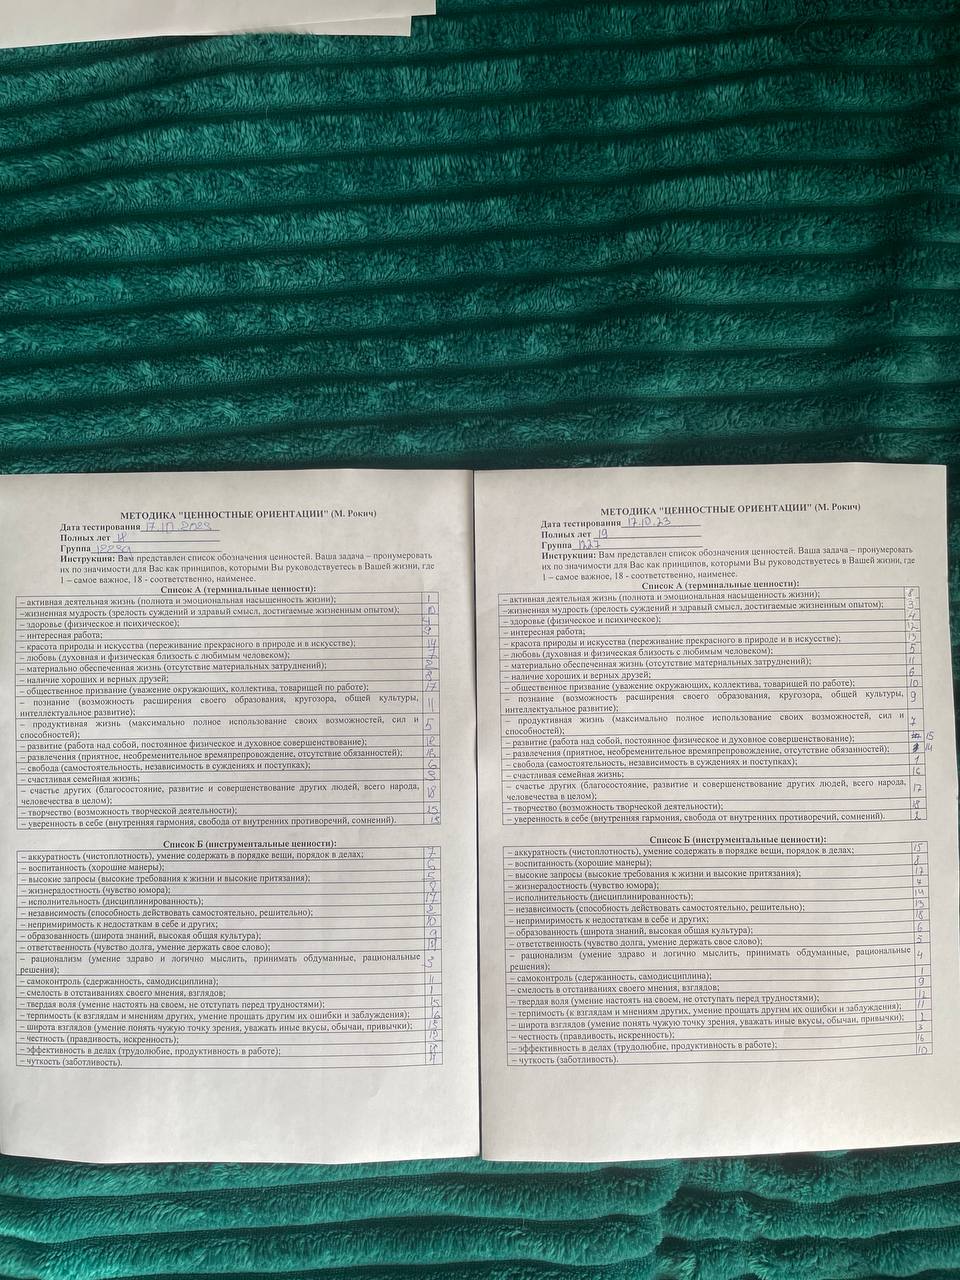 МЕТОДИКА "ЦЕННОСТНЫЕ ОРИЕНТАЦИИ" (М. Рокич)
Дата тестирования 17.10.2023
Полных лет 18
Группа
Инструкция: Вам представлен список обозначения ценностей. Ваша задача – пронумеровать
их по значимости для Вас как принципов, которыми Вы руководствуетесь в Вашей жизни, где
1 – самое важное, 18 - соответственно, наименее.
Список А (терминальные ценности):
– активная деятельная жизнь (полнота и эмоциональная насыщенность жизни); 1
–жизненная мудрость (зрелость суждений и здравый смысл, достигаемые жизненным опытом); 10
– здоровье (физическое и психическое); 4
– интересная работа; 9
– красота природы и искусства (переживание прекрасного в природе и в искусстве); 14
– любовь (духовная и физическая близость с любимым человеком); 7
– материально обеспеченная жизнь (отсутствие материальных затруднений);
– наличие хороших и верных друзей; 8
– общественное призвание (уважение окружающих, коллектива, товарищей по работе); 17
– познание (возможность расширения своего образования, кругозора, общей культуры,
интеллектуальное развитие); 11
– продуктивная жизнь (максимально полное использование своих возможностей, сил и
способностей); 5
– развитие (работа над собой, постоянное физическое и духовное совершенствование);
– развлечения (приятное, необременительное времяпрепровождение, отсутствие обязанностей);
– свобода (самостоятельность, независимость в суждениях и поступках); 6
– счастливая семейная жизнь; 3
– счастье других (благосостояние, развитие и совершенствование других людей, всего народа,
человечества в целом); 18
– творчество (возможность творческой деятельности); 15
– уверенность в себе (внутренняя гармония, свобода от внутренних противоречий, сомнений). 13
Список Б (инструментальные ценности):
– аккуратность (чистоплотность), умение содержать в порядке вещи, порядок в делах; 7
– воспитанность (хорошие манеры); 6
– высокие запросы (высокие требования к жизни и высокие притязания); 5
– жизнерадостность (чувство юмора); 8
– исполнительность (дисциплинированность); 17
– независимость (способность действовать самостоятельно, решительно);
– непримиримость к недостаткам в себе и других; 10
– образованность (широта знаний, высокая общая культура); 9
– ответственность (чувство долга, умение держать свое слово);
– рационализм (умение здраво и логично мыслить, принимать обдуманные, рациональные
решения); 3
– самоконтроль (сдержанность, самодисциплина); 11
– смелость в отстаиваниях своего мнения, взглядов; 1
– твердая воля (умение настоять на своем, не отступать перед трудностями); 15
– терпимость (к взглядам и мнениям других, умение прощать другим их ошибки и заблуждения); 16
– широта взглядов (умение понять чужую точку зрения, уважать иные вкусы, обычаи, привычки);
– честность (правдивость, искренность);
– эффективность в делах (трудолюбие, продуктивность в работе);
– чуткость (заботливость).
МЕТОДИКА "ЦЕННОСТНЫЕ ОРИЕНТАЦИИ" (М. Рокич)
Дата тестирования 17.10.23
Полных лет 19
Группа 1227
Инструкция: Вам представлен список обозначения ценностей. Ваша задача – пронумеровать
их по значимости для Вас как принципов, которыми Вы руководствуетесь в Вашей жизни, где
1 – самое важное, 18 - соответственно, наименее.
Список А (терминальные ценности):
– активная деятельная жизнь (полнота и эмоциональная насыщенность жизни); 8
–жизненная мудрость (зрелость суждений и здравый смысл, достигаемые жизненным опытом); 3
– здоровье (физическое и психическое); 4
– интересная работа; 12
– красота природы и искусства (переживание прекрасного в природе и в искусстве); 13
– любовь (духовная и физическая близость с любимым человеком); 5
– материально обеспеченная жизнь (отсутствие материальных затруднений); 11
– наличие хороших и верных друзей; 6
– общественное призвание (уважение окружающих, коллектива, товарищей по работе); 10
– познание (возможность расширения своего образования, кругозора, общей культуры,
интеллектуальное развитие); 9
– продуктивная жизнь (максимально полное использование своих возможностей, сил и
способностей); 7
– развитие (работа над собой, постоянное физическое и духовное совершенствование); 15
– развлечения (приятное, необременительное времяпрепровождение, отсутствие обязанностей); 14
– свобода (самостоятельность, независимость в суждениях и поступках); 1
– счастливая семейная жизнь; 16
– счастье других (благосостояние, развитие и совершенствование других людей, всего народа,
человечества в целом); 17
– творчество (возможность творческой деятельности); 18
– уверенность в себе (внутренняя гармония, свобода от внутренних противоречий, сомнений). 2
Список Б (инструментальные ценности):
– аккуратность (чистоплотность), умение содержать в порядке вещи, порядок в делах; 15
– воспитанность (хорошие манеры); 8
– высокие запросы (высокие требования к жизни и высокие притязания); 17
– жизнерадостность (чувство юмора);
– исполнительность (дисциплинированность); 14
– независимость (способность действовать самостоятельно, решительно); 13
– непримиримость к недостаткам в себе и других; 18
– образованность (широта знаний, высокая общая культура); 6
– ответственность (чувство долга, умение держать свое слово); 5
– рационализм (умение здраво и логично мыслить, принимать обдуманные, рациональные
решения); 4
– самоконтроль (сдержанность, самодисциплина); 1
– смелость в отстаиваниях своего мнения, взглядов; 9
– твердая воля (умение настоять на своем, не отступать перед трудностями); 12
– терпимость (к взглядам и мнениям других, умение прощать другим их ошибки и заблуждения); 11
– широта взглядов (умение понять чужую точку зрения, уважать иные вкусы, обычаи, привычки);
– честность (правдивость, искренность); 3
– эффективность в делах (трудолюбие, продуктивность в работе); 16
– чуткость (заботливость). 10